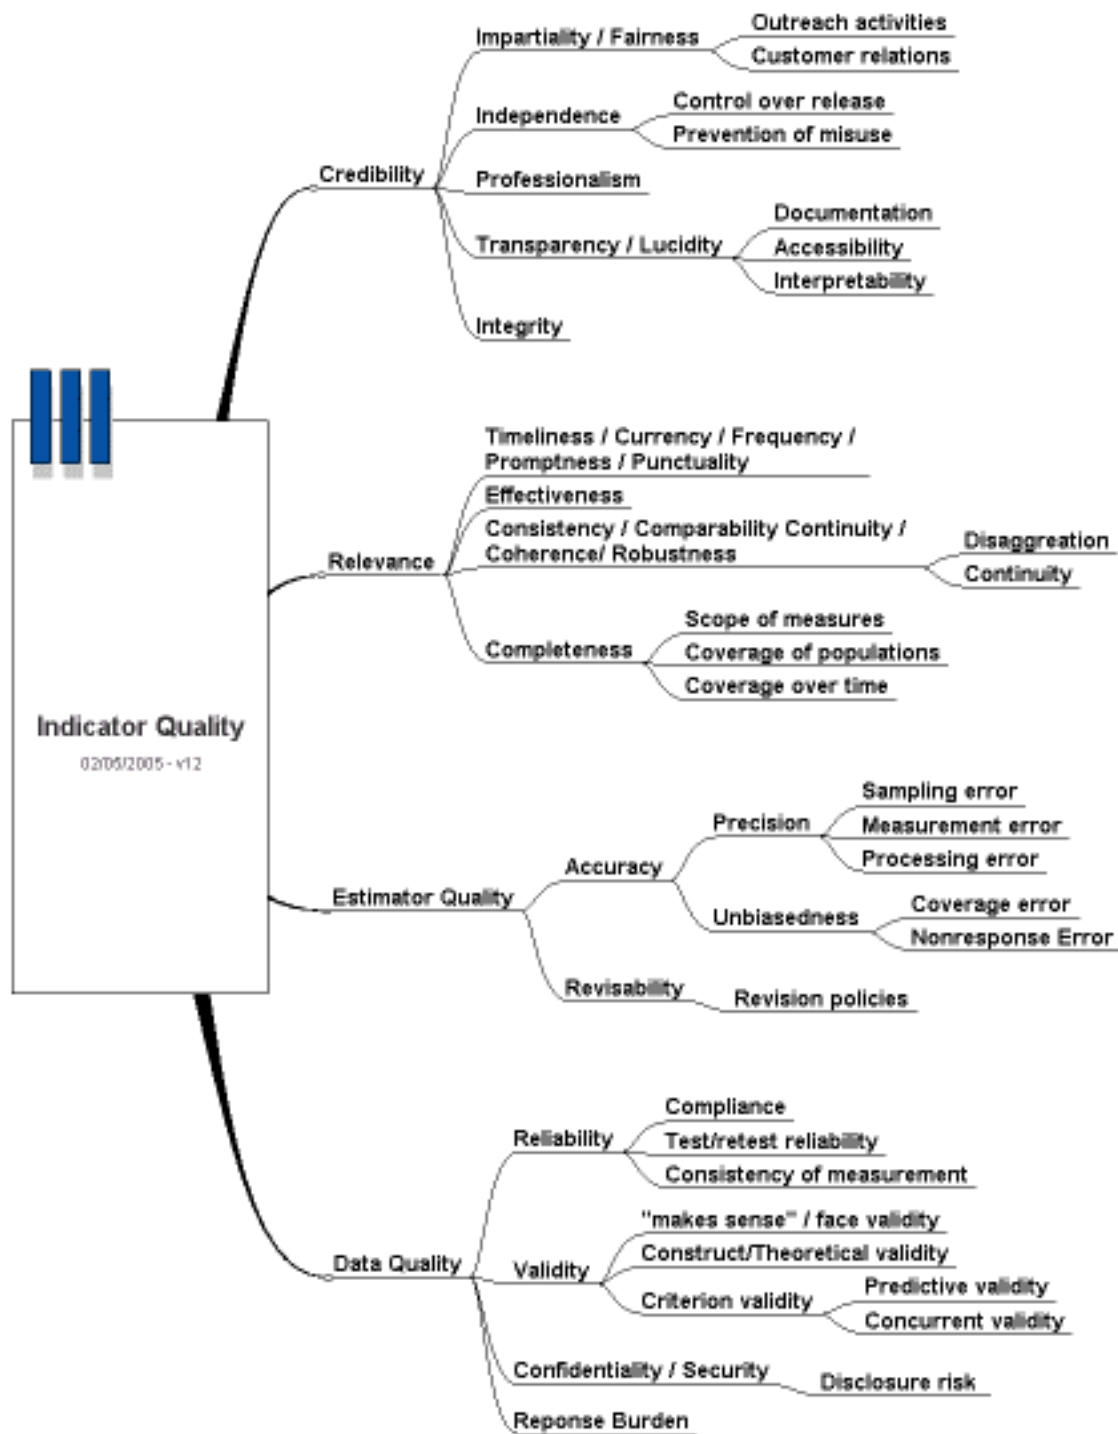 Impartiality / Fairness
Outreach activities
Customer relations
Independence
Control over release
Prevention of misuse
Credibility
Professionalism
Transparency / Lucidity
Documentation
Accessibility
Interpretability
Integrity
Timeliness / Currency / Frequency /
Promptness / Punctuality
Effectiveness
Relevance
Consistency / Comparability Continuity /
Coherence/ Robustness
Disaggreation
Continuity
Completeness
Scope of measures
Coverage of populations
Coverage over time
Indicator Quality
02/05/2005 - v12
Estimator Quality
Accuracy
Precision
Sampling error
Measurement error
Processing error
Unbiasedness
Coverage error
Nonresponse Error
Revisability
Revision policies
Data Quality
Reliability
Compliance
Test/retest reliability
Consistency of measurement
Validity
"makes sense" / face validity
Construct/Theoretical validity
Criterion validity
Predictive validity
Concurrent validity
Confidentiality / Security
Disclosure risk
Reponse Burden